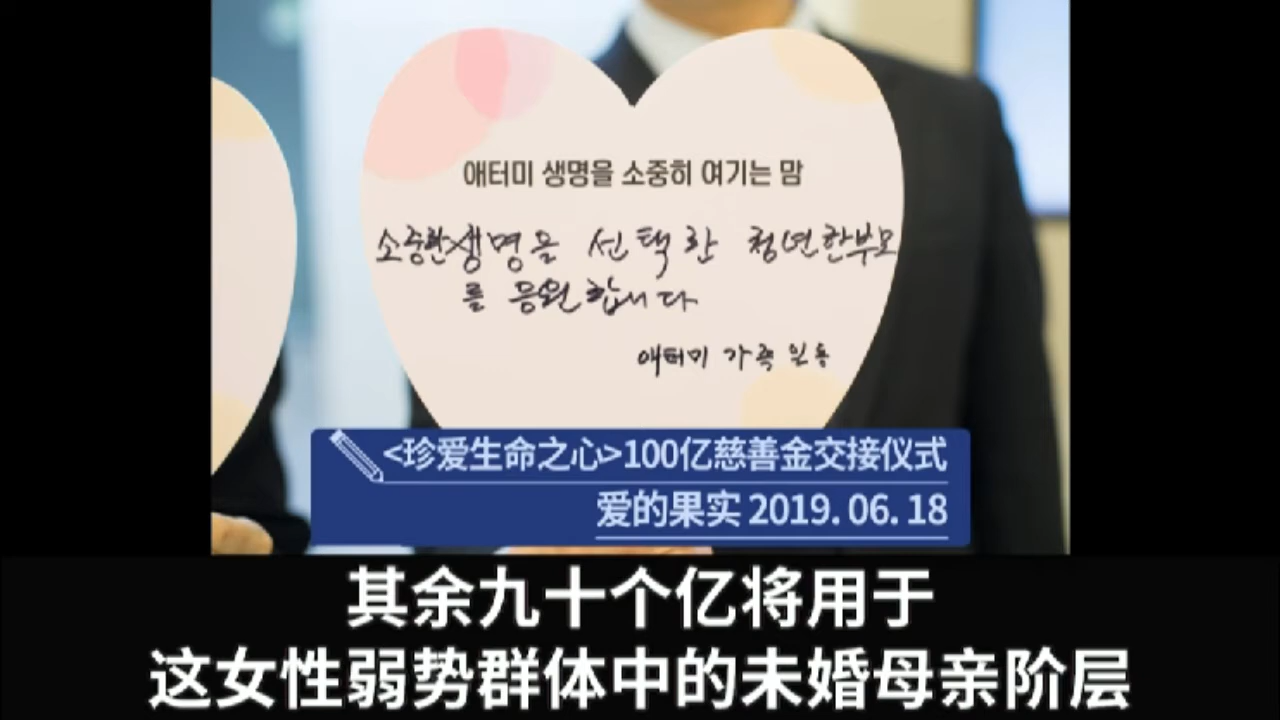 애터미 생명을 소중히 여기는 맘
소중한 생명을 선택한 청년한부모
를 응원합니다
애터미 가족 일동
<珍爱生命之心>100亿慈善金交接仪式
爱的果实 2019. 06. 18
其余九十个亿将用于
这女性弱势群体中的未婚母亲阶层